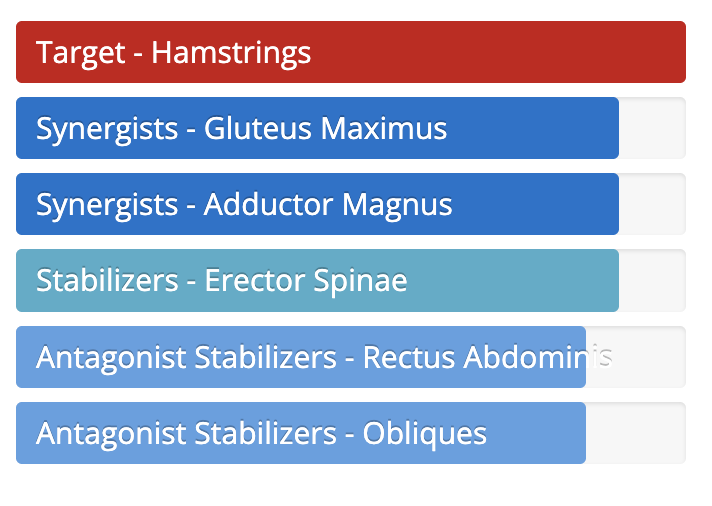 Target - Hamstrings
Synergists - Gluteus Maximus
Synergists - Adductor Magnus
Stabilizers - Erector Spinae
Antagonist Stabilizers - Rectus Abdominis
Antagonist Stabilizers - Obliques